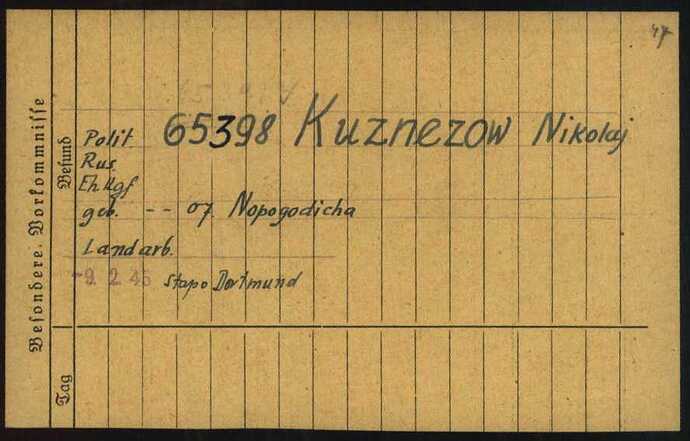 47
Besondere Vorkommnisse
Befund
Tag
Polit. 65398 Kuznezow Nikolaj
Rus.
Eh. Kgf
geb. - - 07. Nopogodicha
Landarb.
-9. 2. 45 Stapo Dortmund